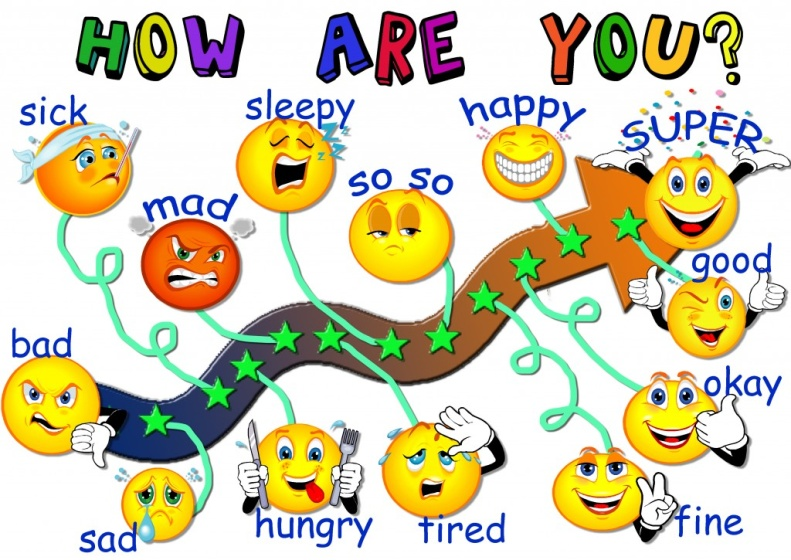 HOW ARE YOU?
sick
sleepy
happy
SUPER
mad
so so
good
bad
okay
sad
hungry
tired
fine